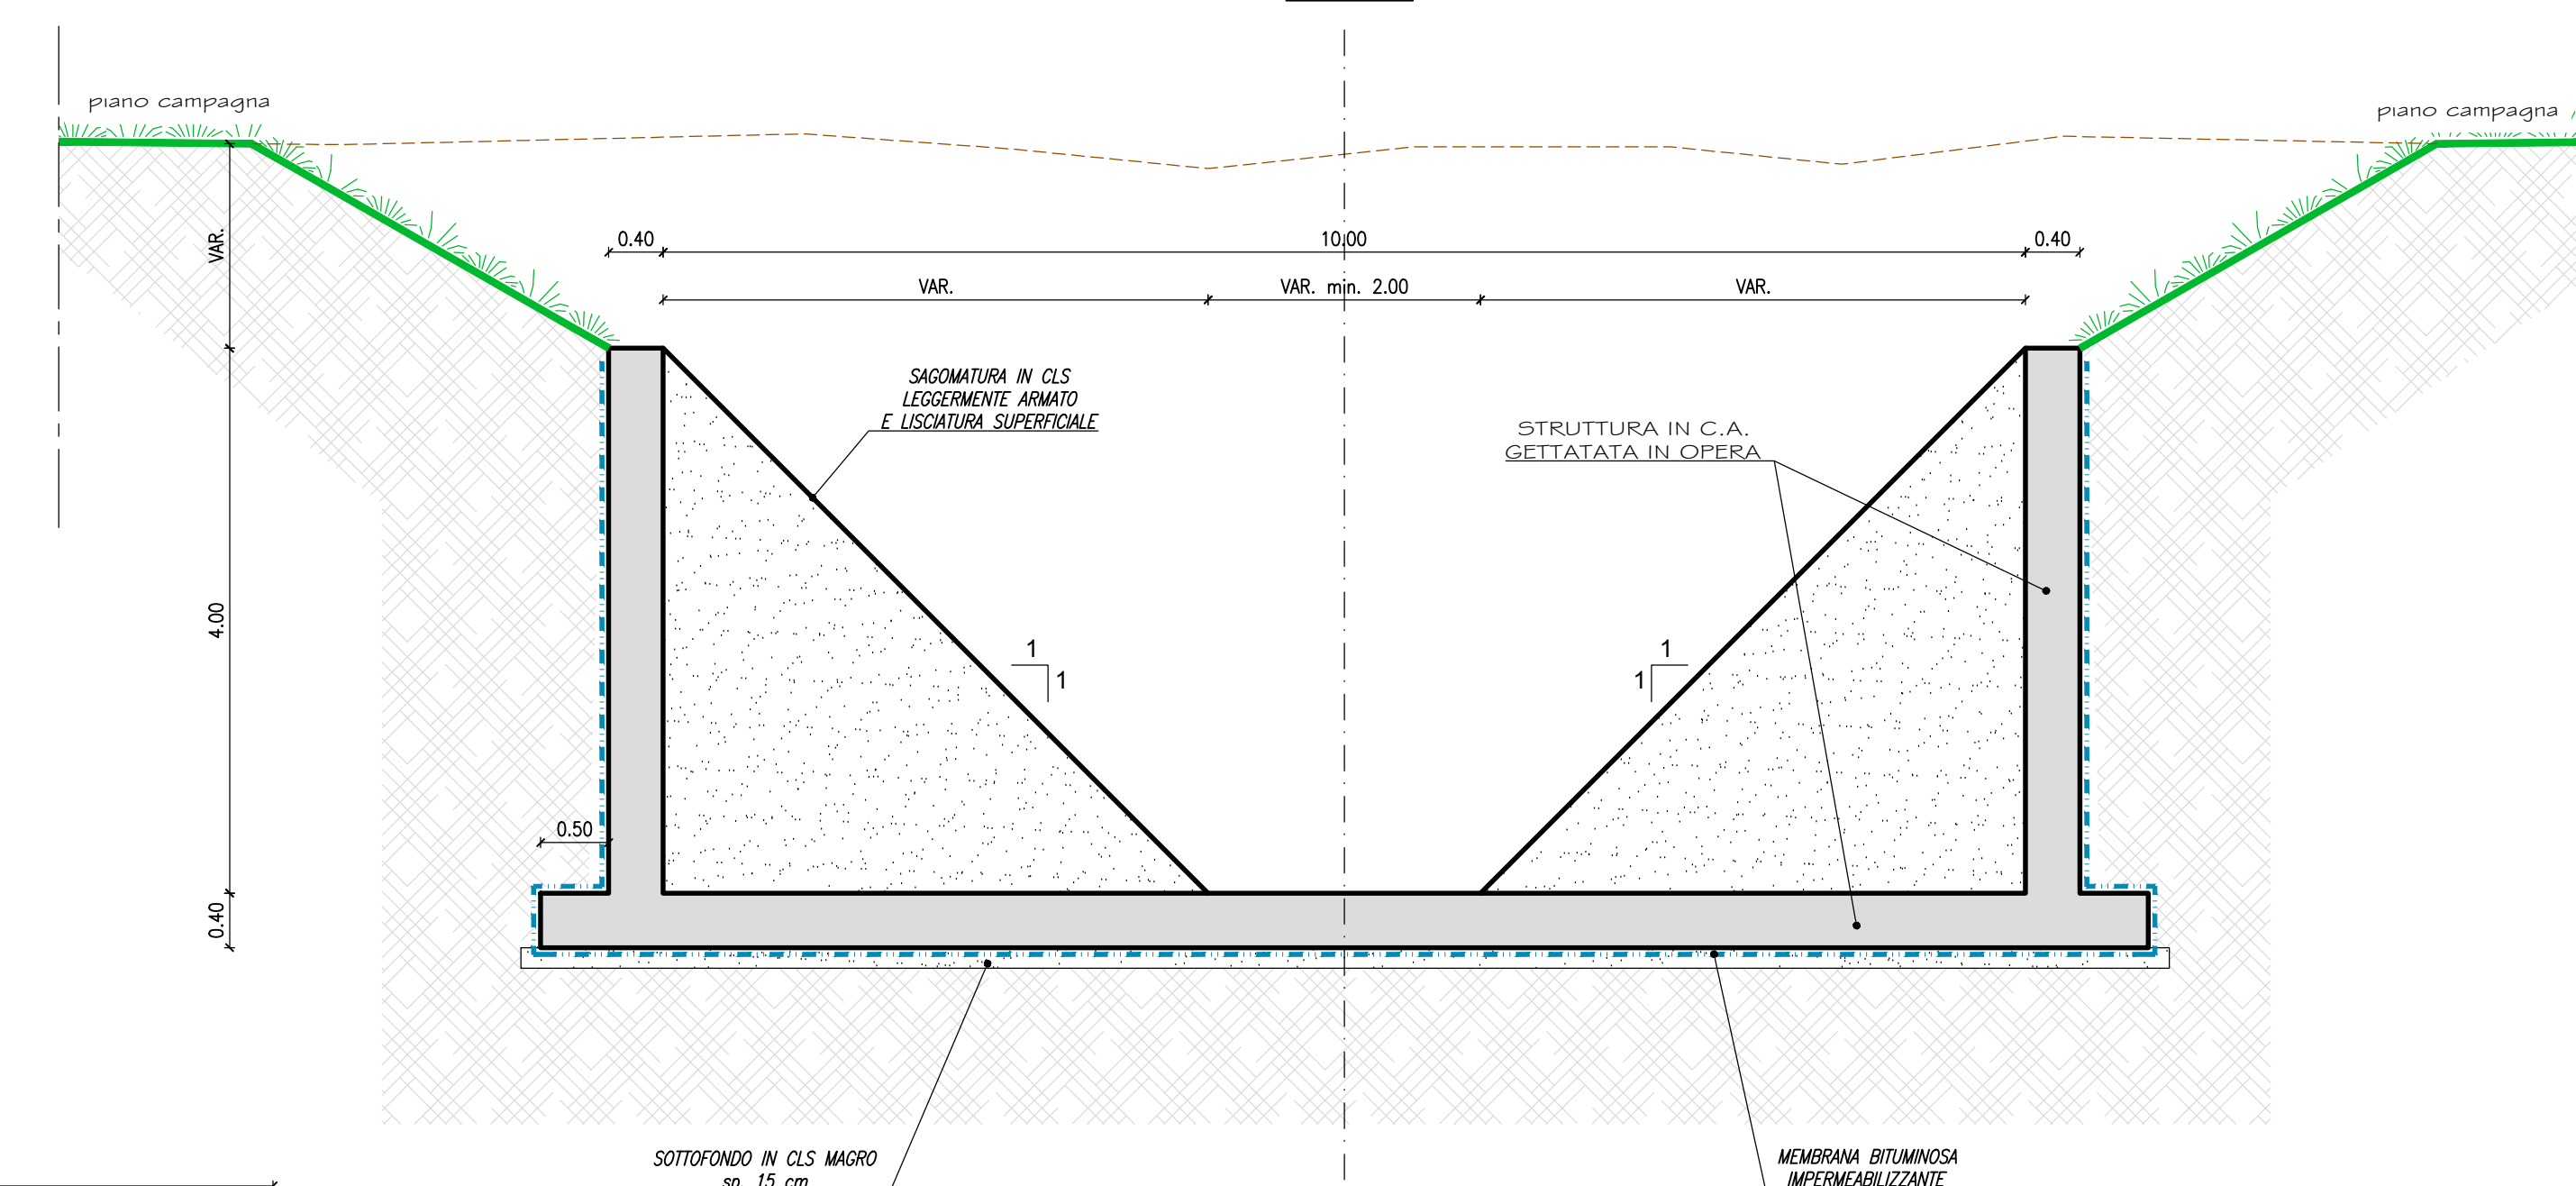 piano campagna
piano campagna
VAR.
0.40
10.00
0.40
VAR.
VAR. min. 2.00
VAR.
SAGOMATURA IN CLS
LEGGERMENTE ARMATO
E LISCIATURA SUPERFICIALE
STRUTTURA IN C.A.
GETTATATA IN OPERA
4.00
1
1
1
1
0.50
0.40
SOTTOFONDO IN CLS MAGRO
sp. 15 cm
MEMBRANA BITUMINOSA
IMPERMEABILIZZANTE